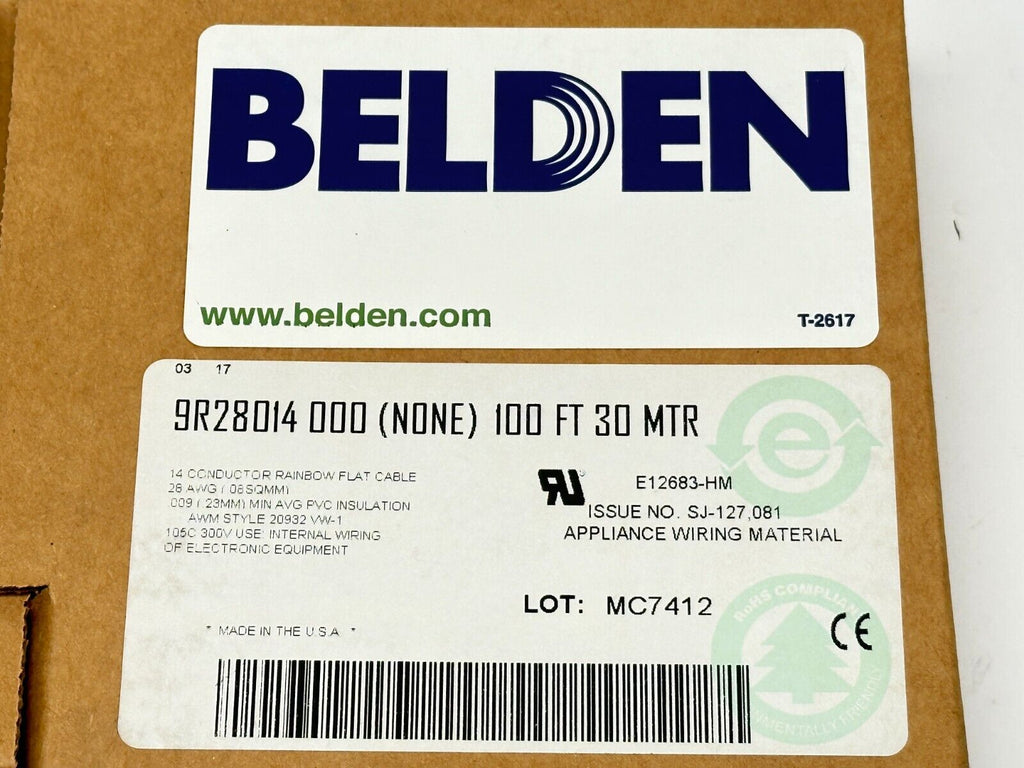 BELDEN
www.belden.com
T-2617
03 17
9R28014 000 (NONE) 100 FT 30 MTR
14 CONDUCTOR RAINBOW FLAT CABLE
28 AWG (.08SQMM)
.009 (.23MM) MIN AVG PVC INSULATION
AWM STYLE 20932 VW-1
105C 300V USE: INTERNAL WIRING
OF ELECTRONIC EQUIPMENT
E12683-HM
ISSUE NO. SJ-127,081
APPLIANCE WIRING MATERIAL
LOT: MC7412
* MADE IN THE U.S.A. *
RoHS COMPLIANT
CE